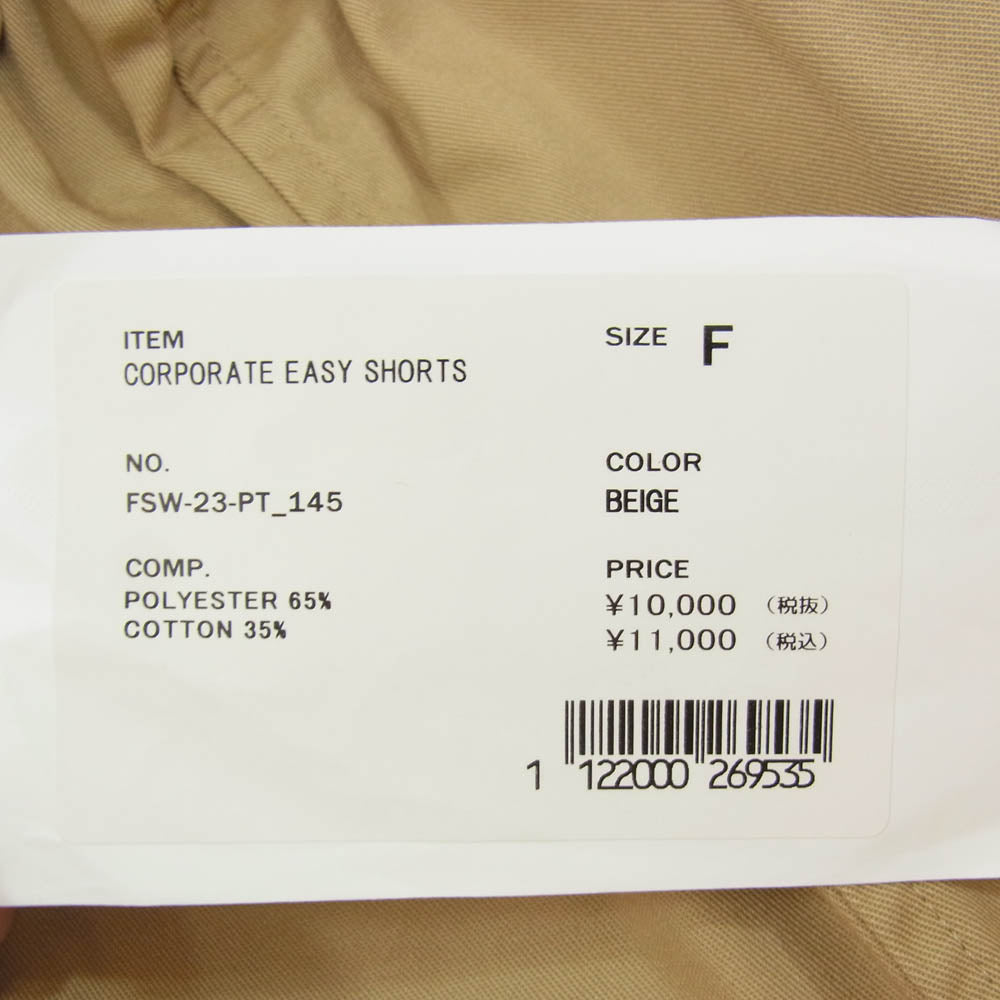 ITEM
CORPORATE EASY SHORTS
SIZE F
NO.
FSW-23-PT_145
COLOR
BEIGE
COMP.
POLYESTER 65%
COTTON 35%
PRICE
¥10,000 (税抜)
¥11,000 (税込)
1 122000 269535